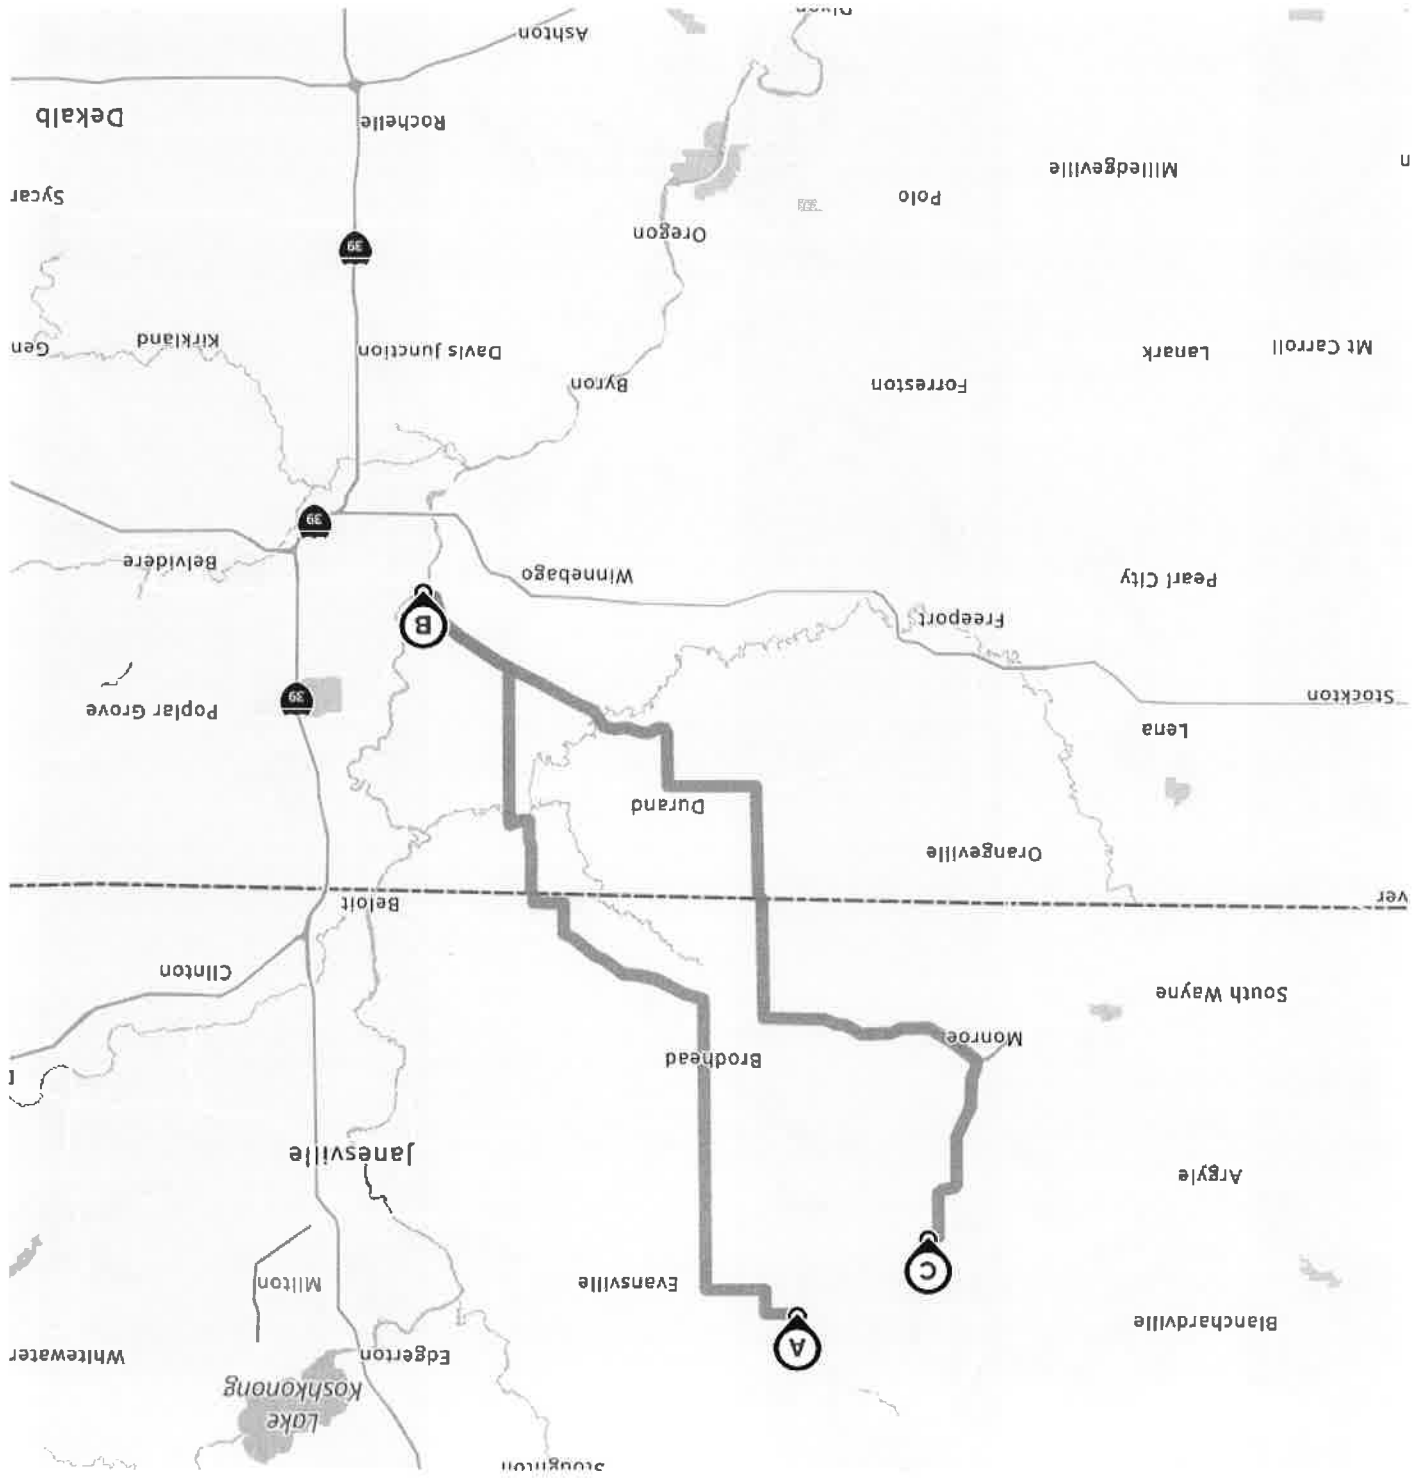 Stoughton
Lake
Koshkonong
Edgerton
Whitewater
A
Blanchardville
Evansville
Milton
C
Argyle
Janesville
Brodhead
Monroe
South Wayne
Clinton
ver
Beloit
Orangeville
Durand
Lena
Poplar Grove
Stockton
39
B
Freeport
Pearl City
Winnebago
Belvidere
39
Forreston
Byron
Lanark
Davis Junction
Mt Carroll
Kirkland
Gen
39
Oregon
Polo
Sycar
Milledgeville
Rochelle
Dekalb
Ashton
Dixon